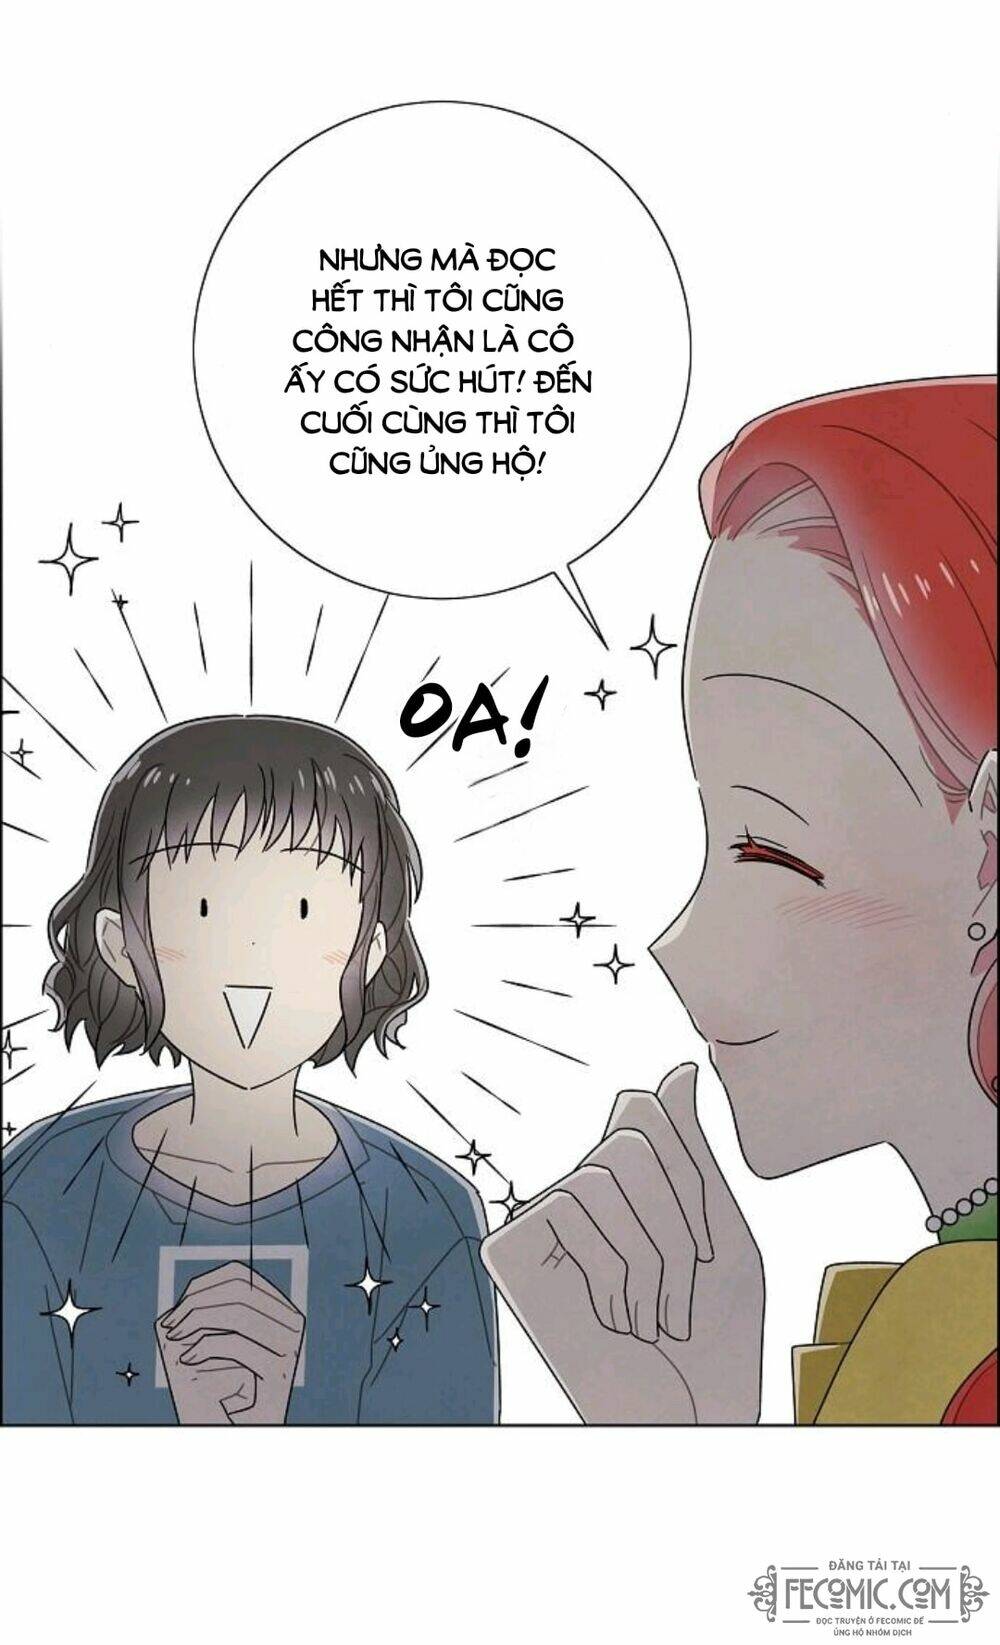 NHƯNG MÀ ĐỌC
HẾT THÌ TÔI CŨNG
CÔNG NHẬN LÀ CÔ
ẤY CÓ SỨC HÚT! ĐẾN
CUỐI CÙNG THÌ TÔI
CŨNG ỦNG HỘ!
OA!
ĐĂNG TẢI TẠI
FECOMIC.COM
ĐỌC TRUYỆN Ở FECOMIC ĐỂ
ỦNG HỘ NHÓM DỊCH